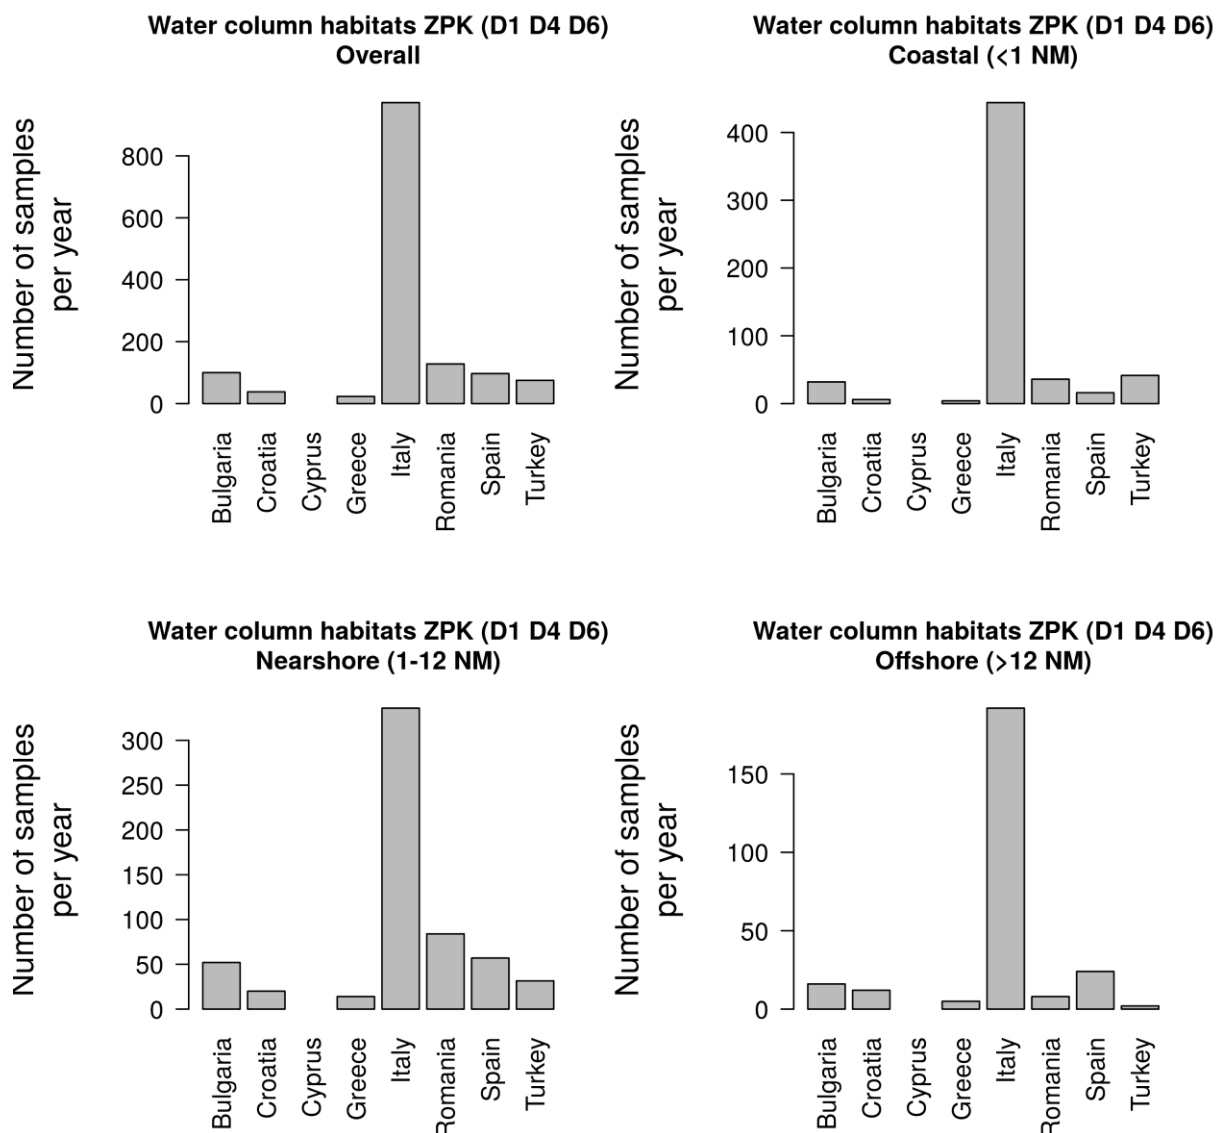 Water column habitats ZPK (D1 D4 D6)
Overall
Number of samples
per year
800
600
400
200
0
Bulgaria
Croatia
Cyprus
Greece
Italy
Romania
Spain
Turkey
Water column habitats ZPK (D1 D4 D6)
Coastal (<1 NM)
Number of samples
per year
400
300
200
100
0
Bulgaria
Croatia
Cyprus
Greece
Italy
Romania
Spain
Turkey
Water column habitats ZPK (D1 D4 D6)
Nearshore (1-12 NM)
Number of samples
per year
300
250
200
150
100
50
0
Bulgaria
Croatia
Cyprus
Greece
Italy
Romania
Spain
Turkey
Water column habitats ZPK (D1 D4 D6)
Offshore (>12 NM)
Number of samples
per year
150
100
50
0
Bulgaria
Croatia
Cyprus
Greece
Italy
Romania
Spain
Turkey